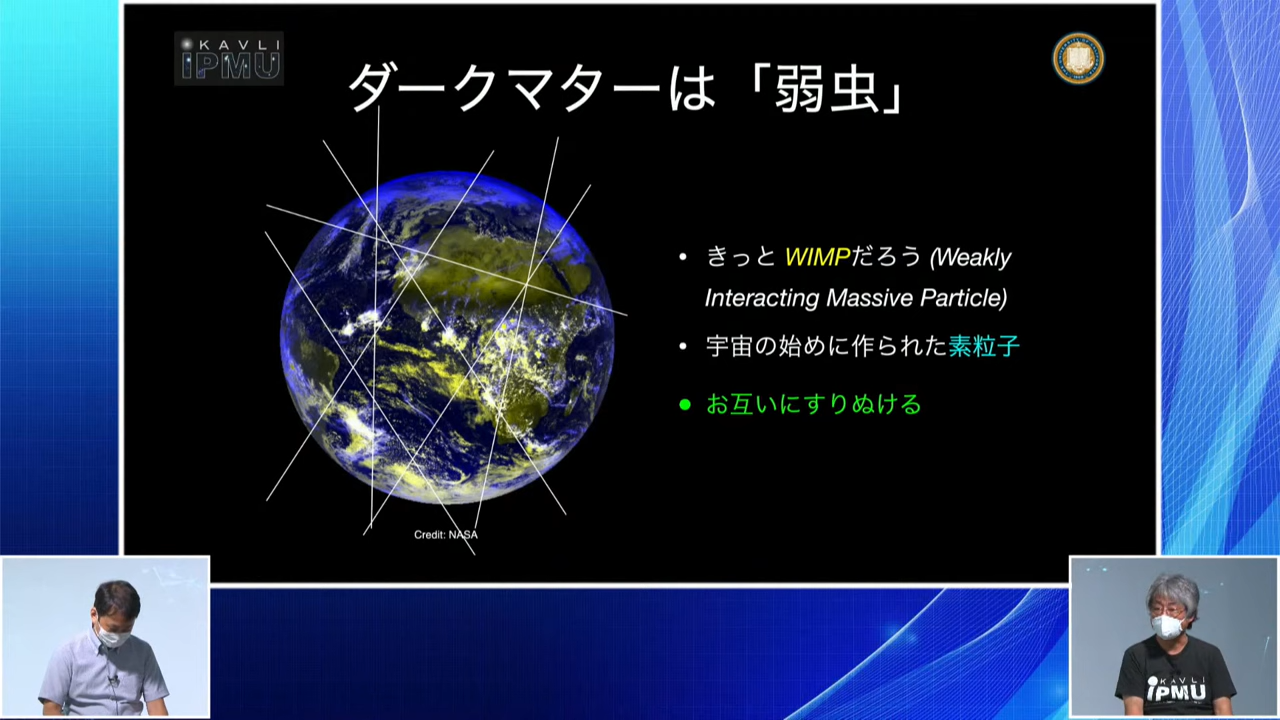 KAVLI
iPMU
ダークマターは「弱虫」
• きっと WIMPだろう (Weakly
Interacting Massive Particle)
• 宇宙の始めに作られた素粒子
• お互いにすりぬける
Credit: NASA
KAVLI
iPMU